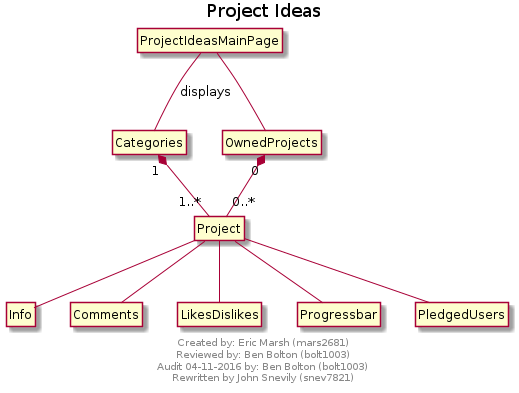 Project Ideas
ProjectIdeasMainPage
displays
Categories
OwnedProjects
1
0
1..*
0..*
Project
Info
Comments
LikesDislikes
Progressbar
PledgedUsers
Created by: Eric Marsh (mars2681)
Reviewed by: Ben Bolton (bolt1003)
Audit 04-11-2016 by: Ben Bolton (bolt1003)
Rewritten by John Snevily (snev7821)